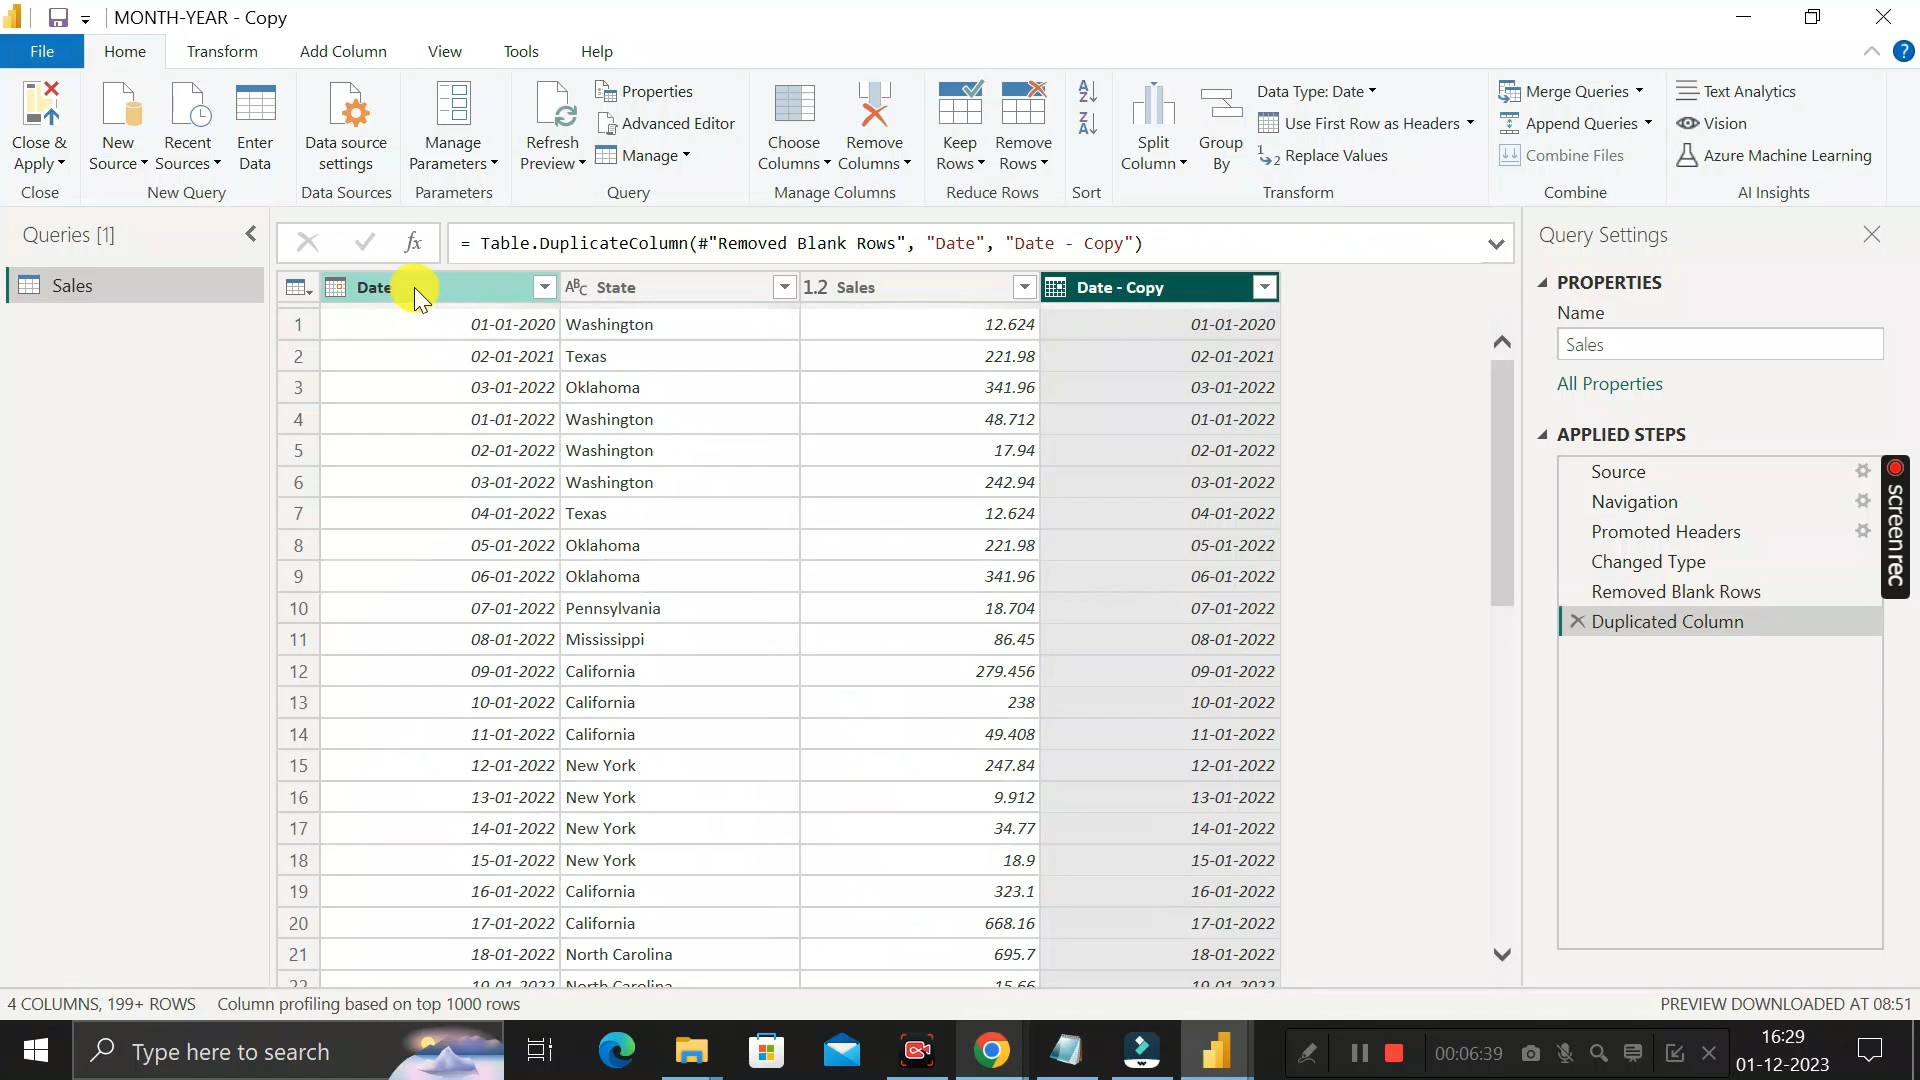 MONTH-YEAR - Copy
File Home Transform Add Column View Tools Help
Close & Apply
Close
New Source
Recent Sources
Enter Data
New Query
Data source settings
Data Sources
Manage Parameters
Parameters
Refresh Preview
Properties
Advanced Editor
Manage
Query
Choose Columns
Remove Columns
Manage Columns
Keep Rows
Remove Rows
Reduce Rows
Sort
Split Column
Group By
Data Type: Date
Use First Row as Headers
Replace Values
Transform
Merge Queries
Append Queries
Combine Files
Combine
Text Analytics
Vision
Azure Machine Learning
AI Insights
Queries [1]
Sales
= Table.DuplicateColumn(#"Removed Blank Rows", "Date", "Date - Copy")
Date ABC State 1.2 Sales Date - Copy
1 01-01-2020 Washington 12.624 01-01-2020
2 02-01-2021 Texas 221.98 02-01-2021
3 03-01-2022 Oklahoma 341.96 03-01-2022
4 01-01-2022 Washington 48.712 01-01-2022
5 02-01-2022 Washington 17.94 02-01-2022
6 03-01-2022 Washington 242.94 03-01-2022
7 04-01-2022 Texas 12.624 04-01-2022
8 05-01-2022 Oklahoma 221.98 05-01-2022
9 06-01-2022 Oklahoma 341.96 06-01-2022
10 07-01-2022 Pennsylvania 18.704 07-01-2022
11 08-01-2022 Mississippi 86.45 08-01-2022
12 09-01-2022 California 279.456 09-01-2022
13 10-01-2022 California 238 10-01-2022
14 11-01-2022 California 49.408 11-01-2022
15 12-01-2022 New York 247.84 12-01-2022
16 13-01-2022 New York 9.912 13-01-2022
17 14-01-2022 New York 34.77 14-01-2022
18 15-01-2022 New York 18.9 15-01-2022
19 16-01-2022 California 323.1 16-01-2022
20 17-01-2022 California 668.16 17-01-2022
21 18-01-2022 North Carolina 695.7 18-01-2022
22 19-01-2022 North Carolina 15.66 19-01-2022
Query Settings
PROPERTIES
Name
Sales
All Properties
APPLIED STEPS
Source
Navigation
Promoted Headers
Changed Type
Removed Blank Rows
Duplicated Column
screenrec
4 COLUMNS, 199+ ROWS Column profiling based on top 1000 rows
PREVIEW DOWNLOADED AT 08:51
Type here to search
00:06:39
16:29
01-12-2023